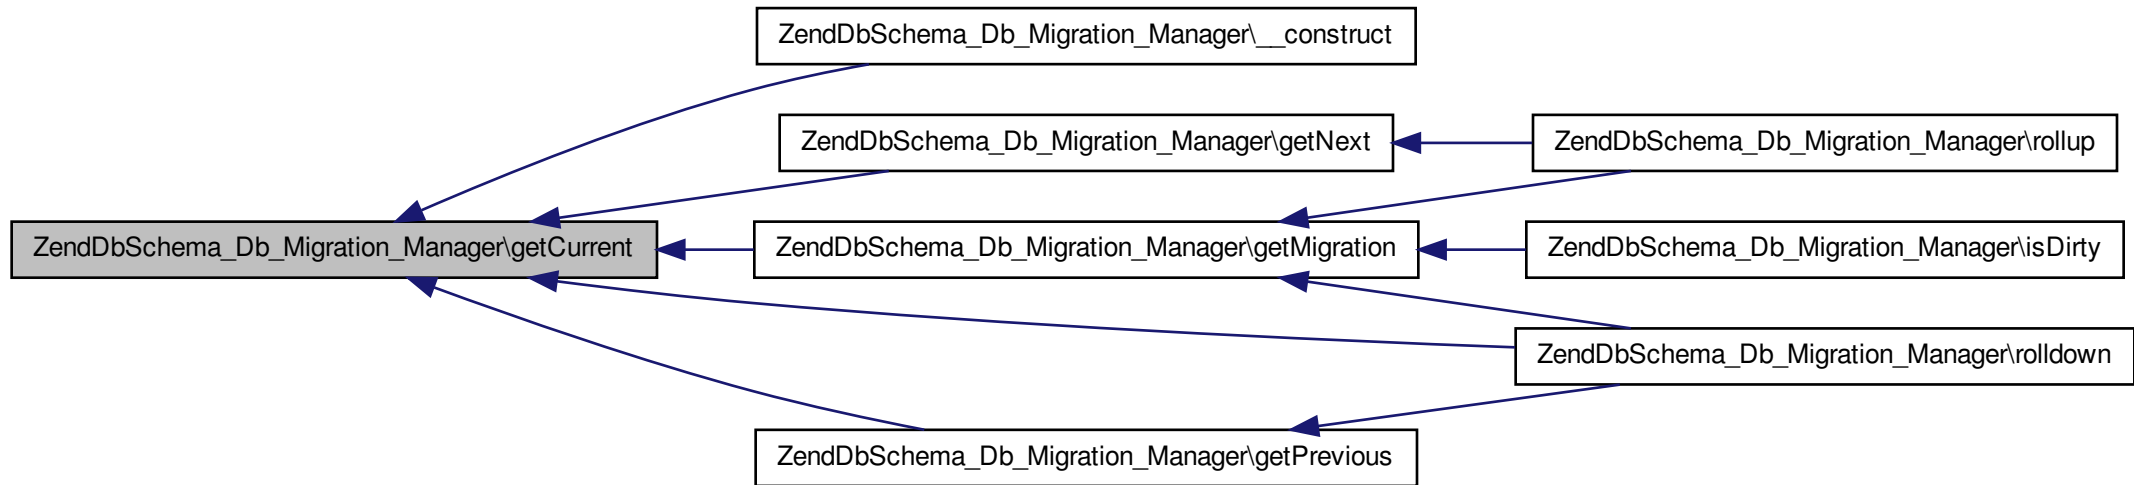 ZendDbSchema_Db_Migration_Manager\__construct
ZendDbSchema_Db_Migration_Manager\getNext
ZendDbSchema_Db_Migration_Manager\rollup
ZendDbSchema_Db_Migration_Manager\getCurrent
ZendDbSchema_Db_Migration_Manager\getMigration
ZendDbSchema_Db_Migration_Manager\isDirty
ZendDbSchema_Db_Migration_Manager\rolldown
ZendDbSchema_Db_Migration_Manager\getPrevious